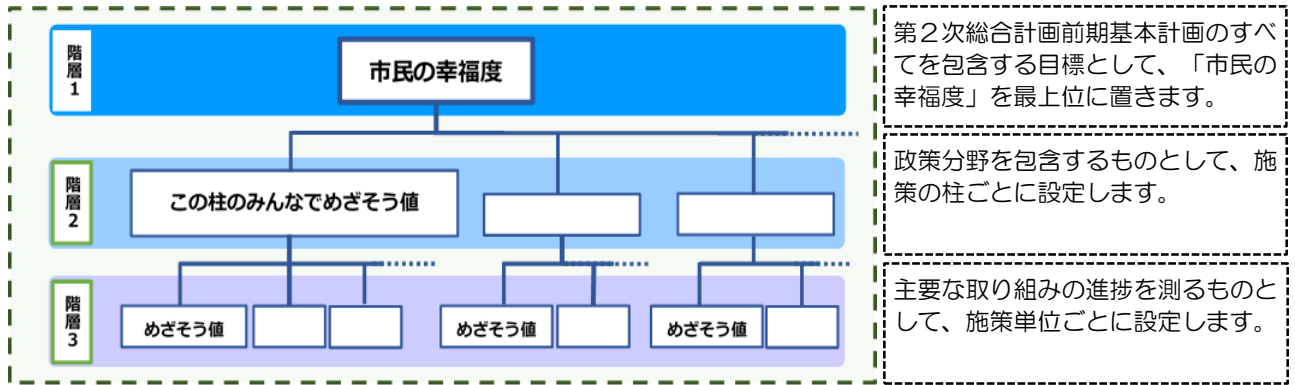 階層1
市民の幸福度
第２次総合計画前期基本計画のすべ
てを包含する目標として、「市民の
幸福度」を最上位に置きます。
階層2
この柱のみんなでめざそう値
政策分野を包含するものとして、施
策の柱ごとに設定します。
階層3
めざそう値
めざそう値
めざそう値
主要な取り組みの進捗を測るものと
して、施策単位ごとに設定します。